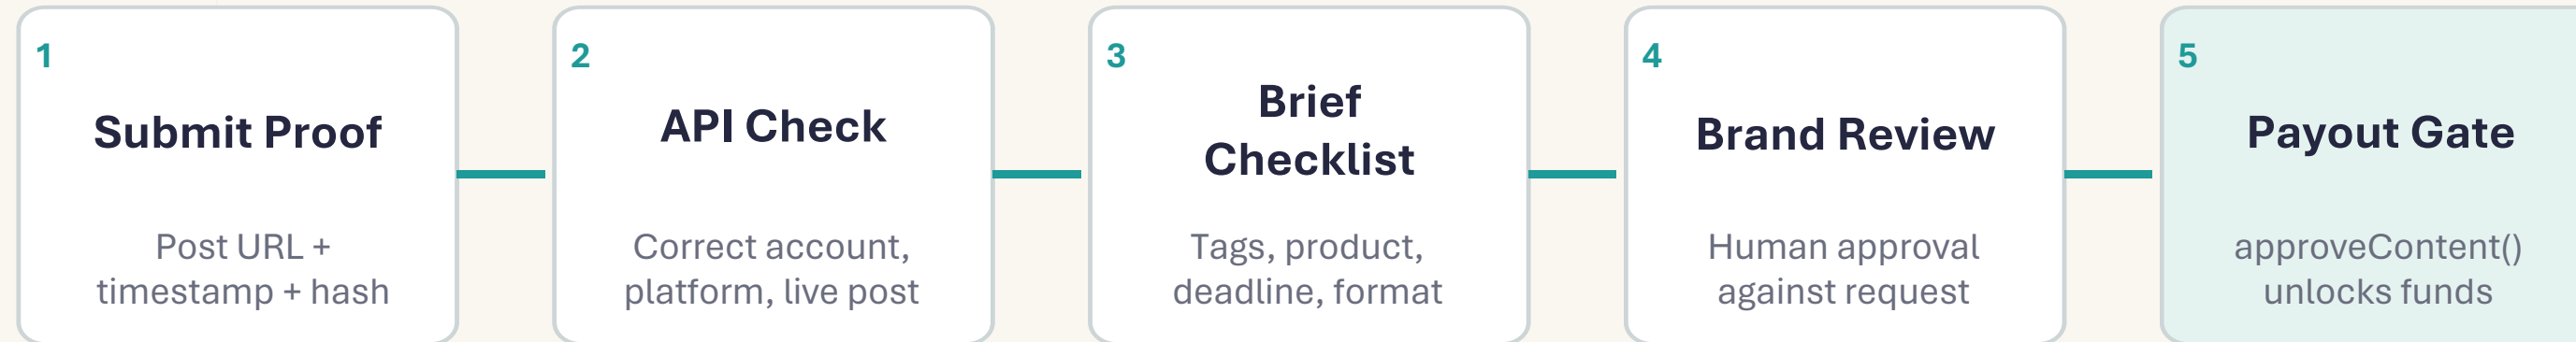 1
Submit Proof
Post URL +
timestamp + hash
2
API Check
Correct account,
platform, live post
3
Brief
Checklist
Tags, product,
deadline, format
4
Brand Review
Human approval
against request
5
Payout Gate
approveContent()
unlocks funds